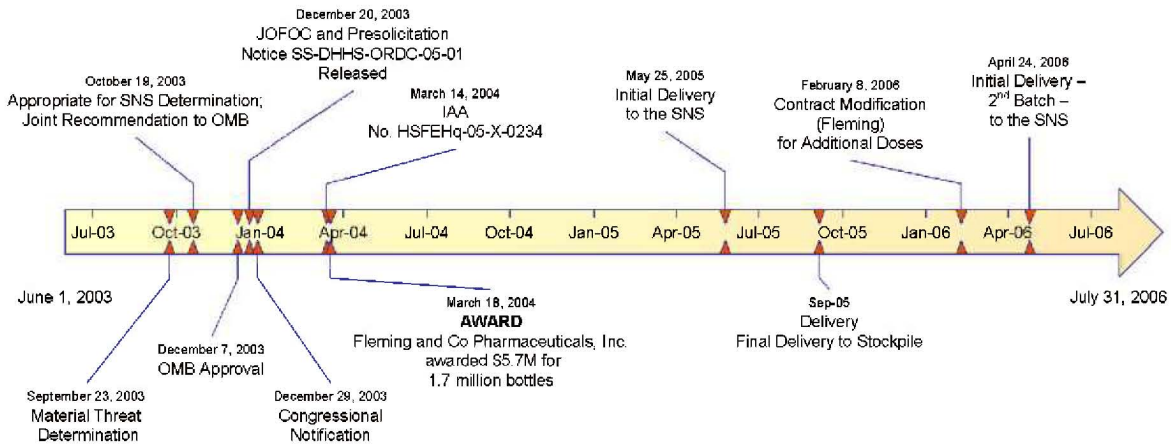 December 20, 2003
JOFOC and Presolicitation
Notice SS-DHHS-ORDC-05-01
Released
October 19, 2003
Appropriate for SNS Determination;
Joint Recommendation to OMB
March 14, 2004
IAA
No. HSFEHq-05-X-0234
May 25, 2005
Initial Delivery
to the SNS
February 8, 2006
Contract Modification
(Fleming)
for Additional Doses
April 24, 2006
Initial Delivery –
2nd Batch –
to the SNS
Jul-03 Oct-03 Jan-04 Apr-04 Jul-04 Oct-04 Jan-05 Apr-05 Jul-05 Oct-05 Jan-06 Apr-06 Jul-06
June 1, 2003
July 31, 2006
September 23, 2003
Material Threat
Determination
December 7, 2003
OMB Approval
December 29, 2003
Congressional
Notification
March 18, 2004
AWARD
Fleming and Co Pharmaceuticals, Inc.
awarded $5.7M for
1.7 million bottles
Sep-05
Delivery
Final Delivery to Stockpile